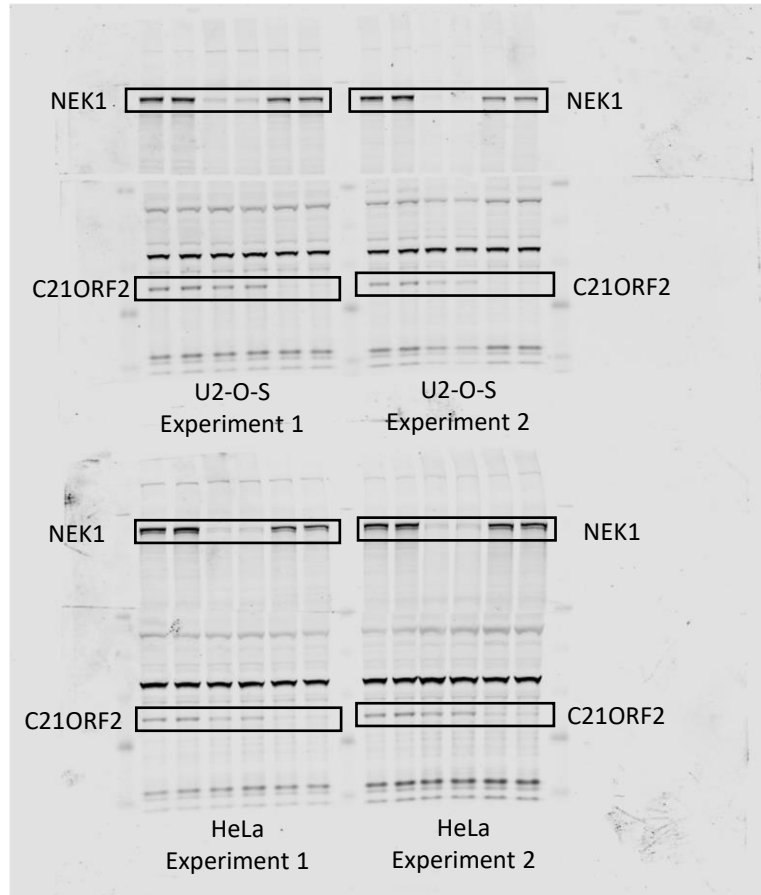 NEK1
NEK1
C21ORF2
C21ORF2
U2-O-S
Experiment 1
U2-O-S
Experiment 2
NEK1
NEK1
C21ORF2
C21ORF2
HeLa
Experiment 1
HeLa
Experiment 2